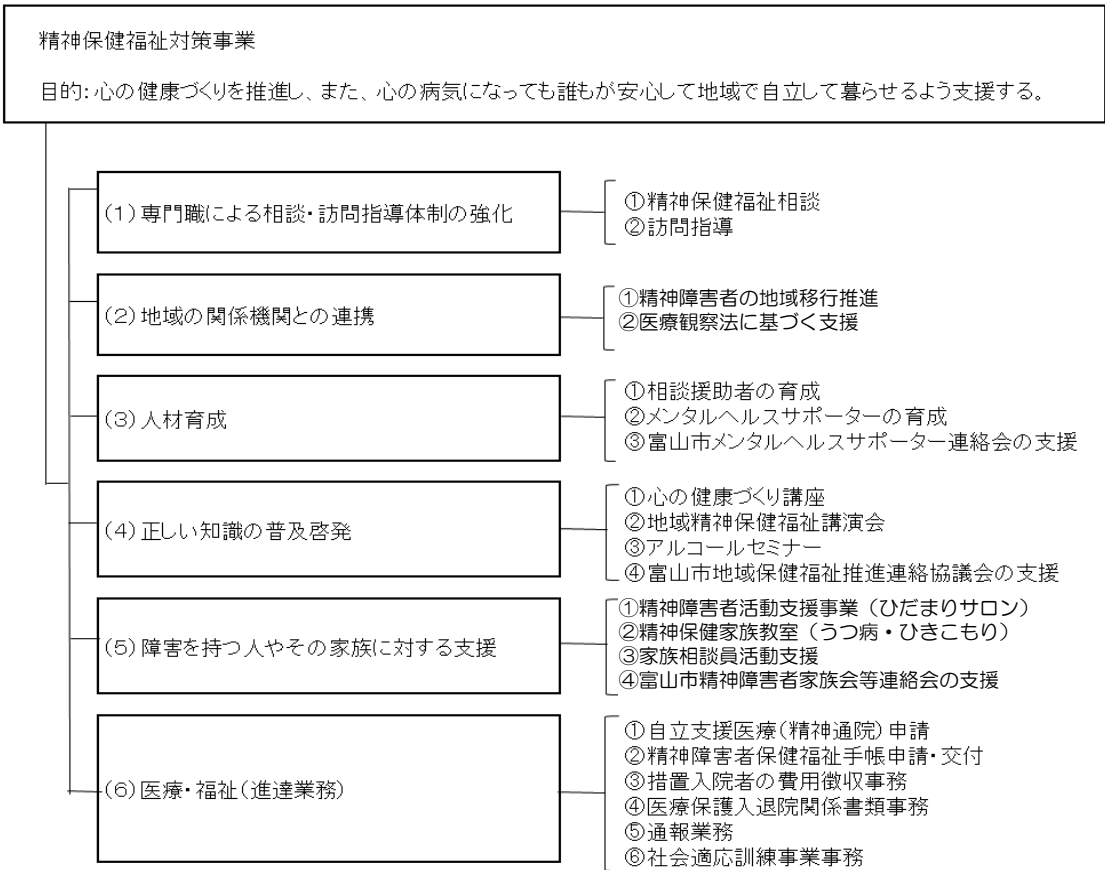 精神保健福祉対策事業
目的:心の健康づくりを推進し、また、心の病気になっても誰もが安心して地域で自立して暮らせるよう支援する。
(1)専門職による相談・訪問指導体制の強化
①精神保健福祉相談
②訪問指導
(2)地域の関係機関との連携
①精神障害者の地域移行推進
②医療観察法に基づく支援
(3)人材育成
①相談援助者の育成
②メンタルヘルスサポーターの育成
③富山市メンタルヘルスサポーター連絡会の支援
(4)正しい知識の普及啓発
①心の健康づくり講座
②地域精神保健福祉講演会
③アルコールセミナー
④富山市地域保健福祉推進連絡協議会の支援
(5)障害を持つ人やその家族に対する支援
①精神障害者活動支援事業(ひだまりサロン)
②精神保健家族教室(うつ病・ひきこもり)
③家族相談員活動支援
④富山市精神障害者家族会等連絡会の支援
(6)医療・福祉(進達業務)
①自立支援医療(精神通院)申請
②精神障害者保健福祉手帳申請・交付
③措置入院者の費用徴収事務
④医療保護入退院関係書類事務
⑤通報業務
⑥社会適応訓練事業事務